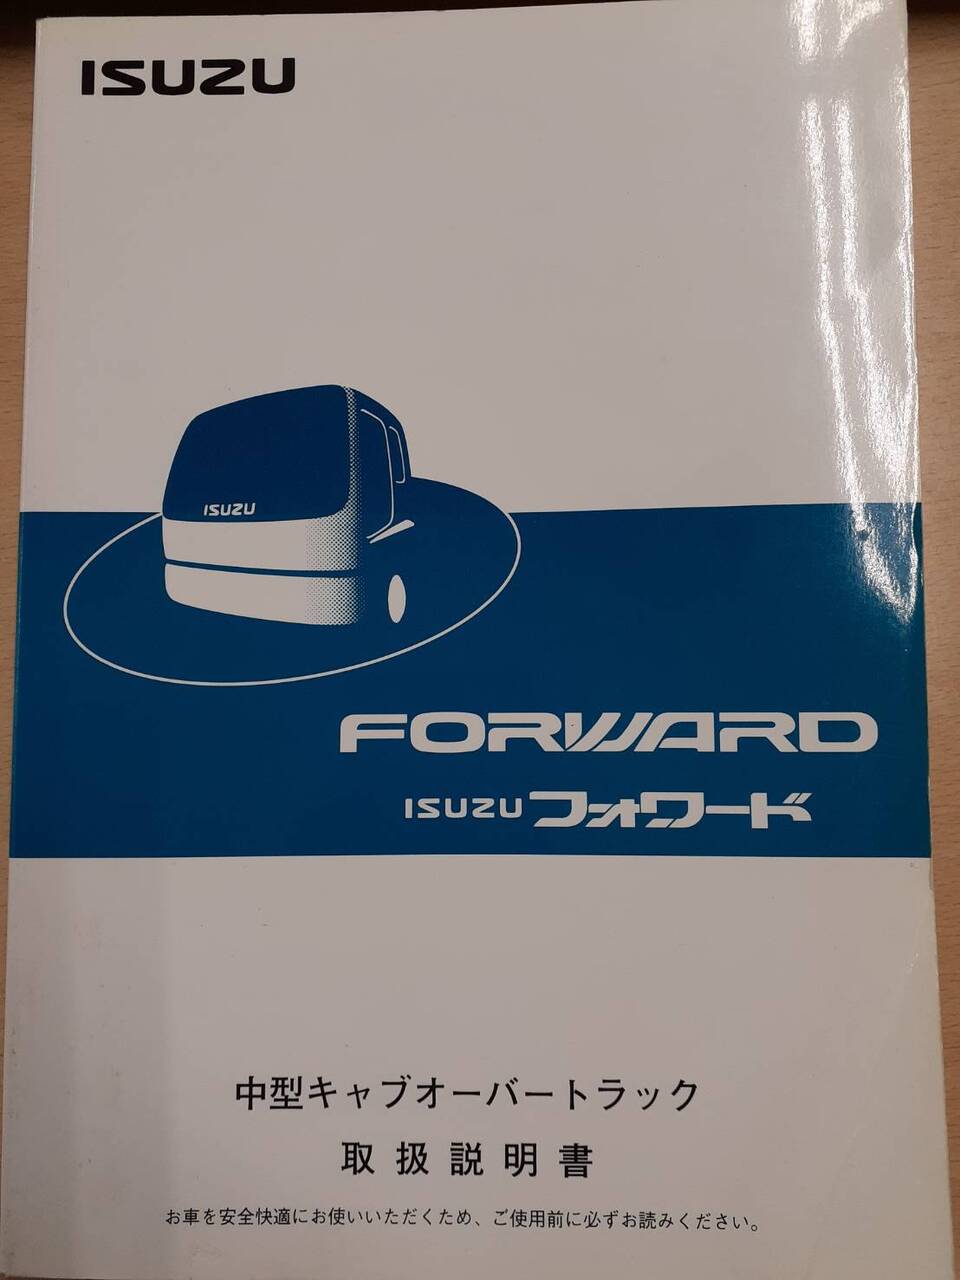 ISUZU
ISUZU
FORWARD
ISUZU フォワード
中型キャブオーバートラック
取扱説明書
お車を安全快適にお使いいただくため、ご使用前に必ずお読みください。